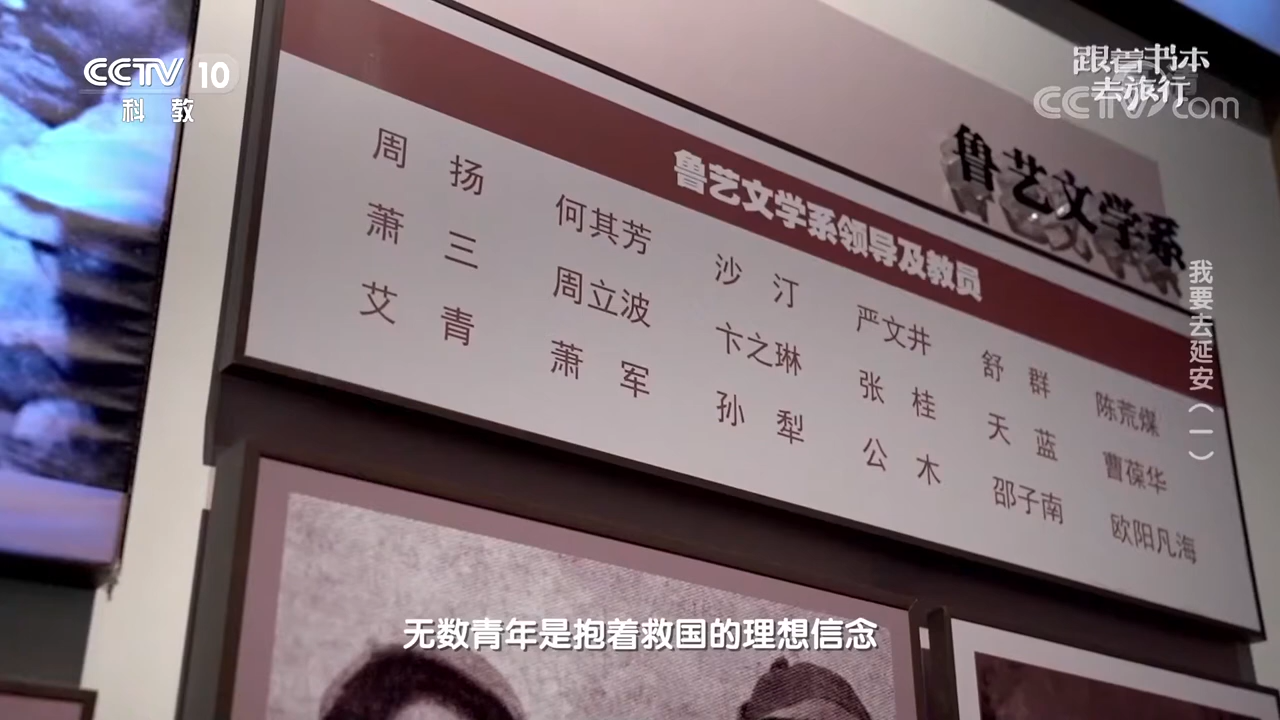 CCTV 10
科教
跟着书本
去旅行
CCTV.com
鲁艺文学系
鲁艺文学系领导及教员
周扬 何其芳 沙汀 严文井 舒群 陈荒煤
萧三 周立波 卞之琳 张桂 天蓝 曹葆华
艾青 萧军 孙犁 公木 邵子南 欧阳凡海
我要去延安（一）
无数青年是抱着救国的理想信念